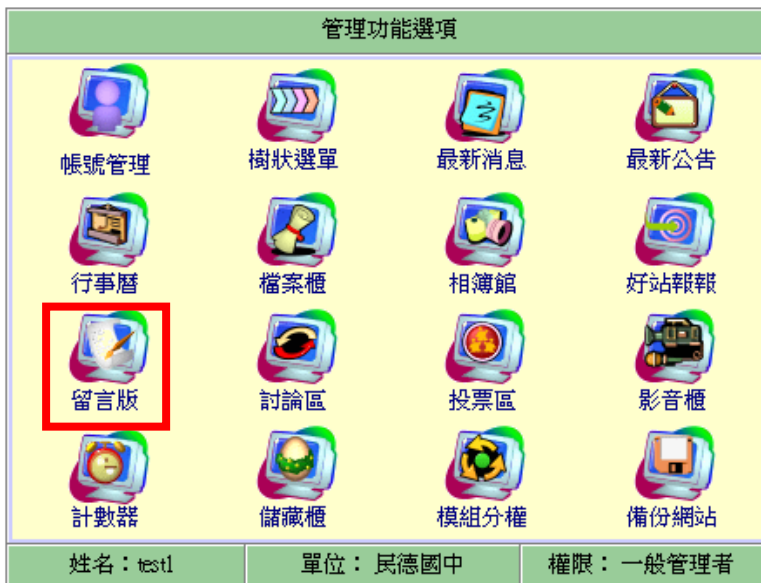 管理功能選項
帳號管理 樹狀選單 最新消息 最新公告
行事曆 檔案櫃 相簿館 好站報報
留言版 討論區 投票區 影音櫃
計數器 儲藏櫃 模組分權 備份網站
姓名：test1 單位： 民德國中 權限： 一般管理者